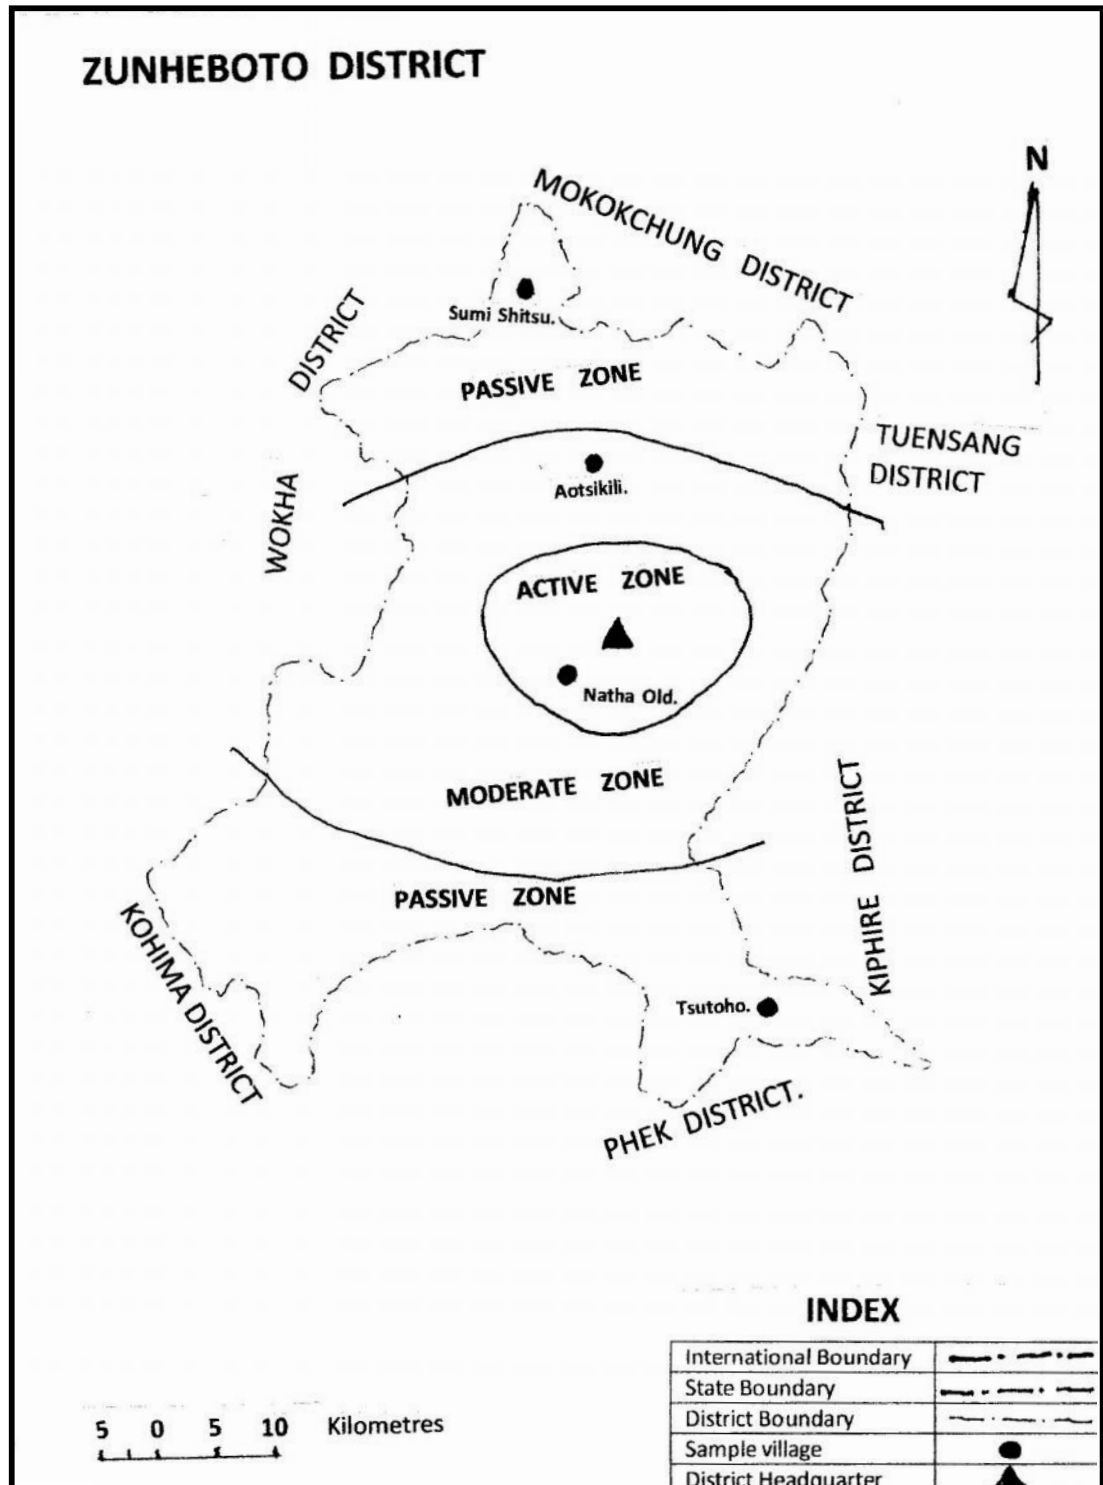 ZUNHEBOTO DISTRICT
N
MOKOKCHUNG DISTRICT
Sumi Shitsu.
WOKHA DISTRICT
PASSIVE ZONE
TUENSANG
DISTRICT
Aotsikili.
ACTIVE ZONE
Natha Old.
MODERATE ZONE
KIPHIRE DISTRICT
PASSIVE ZONE
KOHIMA DISTRICT
Tsutoho.
PHEK DISTRICT.
INDEX
International Boundary
State Boundary
District Boundary
Sample village
District Headquarter
5 0 5 10 Kilometres